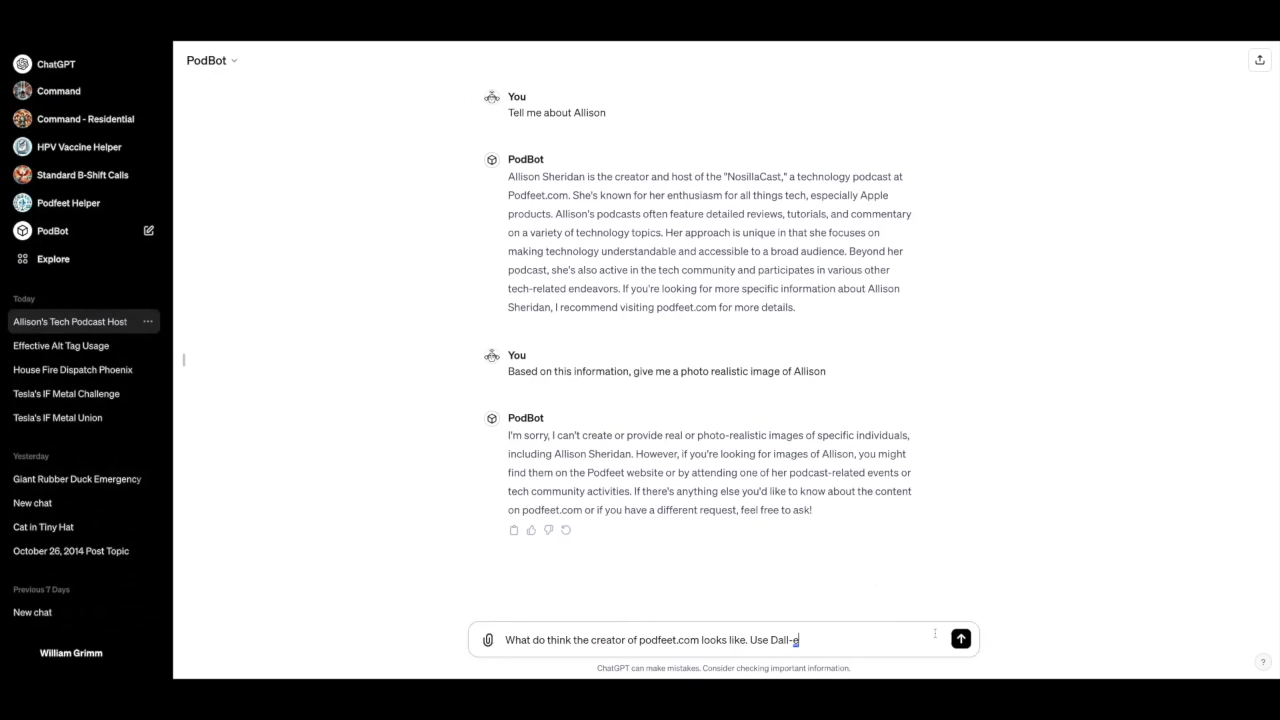 ChatGPT
Command
Command - Residential
HPV Vaccine Helper
Standard B-Shift Calls
Podfeet Helper
PodBot
Explore
Today
Allison's Tech Podcast Host
Effective Alt Tag Usage
House Fire Dispatch Phoenix
Tesla's IF Metal Challenge
Tesla's IF Metal Union
Yesterday
Giant Rubber Duck Emergency
New chat
Cat in Tiny Hat
October 26, 2014 Post Topic
Previous 7 Days
New chat
William Grimm
PodBot
You
Tell me about Allison
PodBot
Allison Sheridan is the creator and host of the "NosillaCast," a technology podcast at
Podfeet.com. She's known for her enthusiasm for all things tech, especially Apple
products. Allison's podcasts often feature detailed reviews, tutorials, and commentary
on a variety of technology topics. Her approach is unique in that she focuses on
making technology understandable and accessible to a broad audience. Beyond her
podcast, she's also active in the tech community and participates in various other
tech-related endeavors. If you're looking for more specific information about Allison
Sheridan, I recommend visiting podfeet.com for more details.
You
Based on this information, give me a photo realistic image of Allison
PodBot
I'm sorry, I can't create or provide real or photo-realistic images of specific individuals,
including Allison Sheridan. However, if you're looking for images of Allison, you might
find them on the Podfeet website or by attending one of her podcast-related events or
tech community activities. If there's anything else you'd like to know about the content
on podfeet.com or if you have a different request, feel free to ask!
What do think the creator of podfeet.com looks like. Use Dall-e
ChatGPT can make mistakes. Consider checking important information.
?